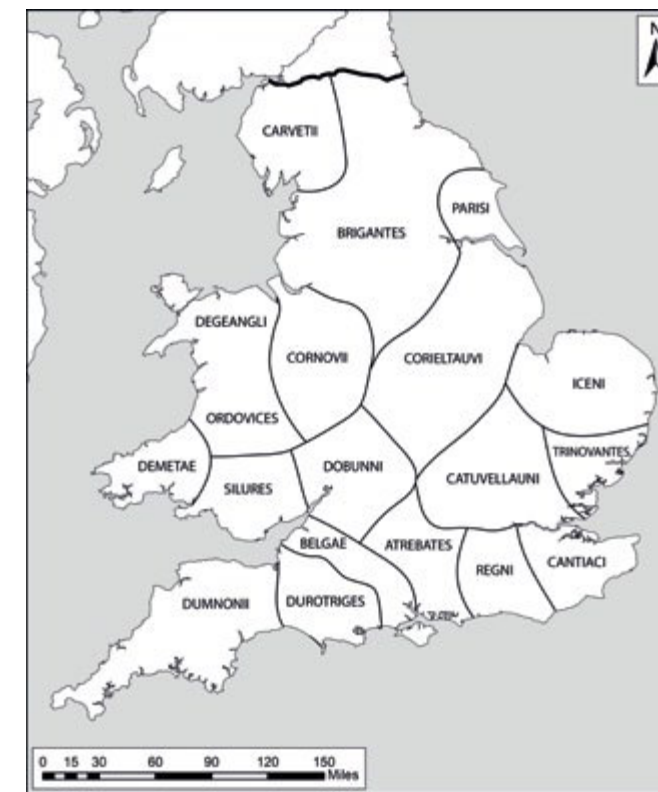 N
CARVETII
PARISI
BRIGANTES
DEGEANGLI
CORNOVII
CORIELTAUVI
ICENI
ORDOVICES
TRINOVANTES
DEMETAE
DOBUNNI
SILURES
CATUVELLAUNI
BELGAE
ATREBATES
CANTIACI
REGNI
DUMNONII
DUROTRIGES
0 15 30 60 90 120 150
Miles